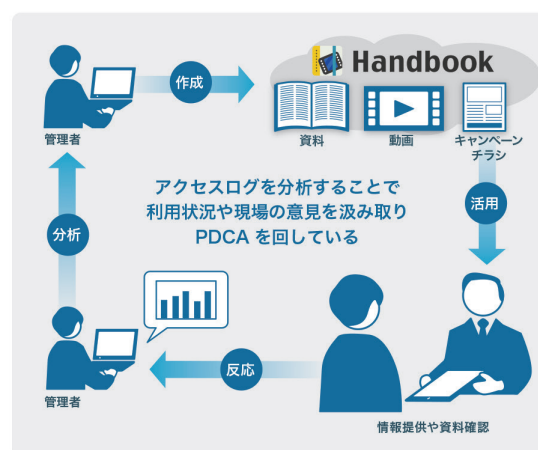 Handbook
作成
管理者
資料
動画
キャンペーン
チラシ
アクセスログを分析することで
利用状況や現場の意見を汲み取り
PDCA を回している
活用
分析
反応
管理者
情報提供や資料確認